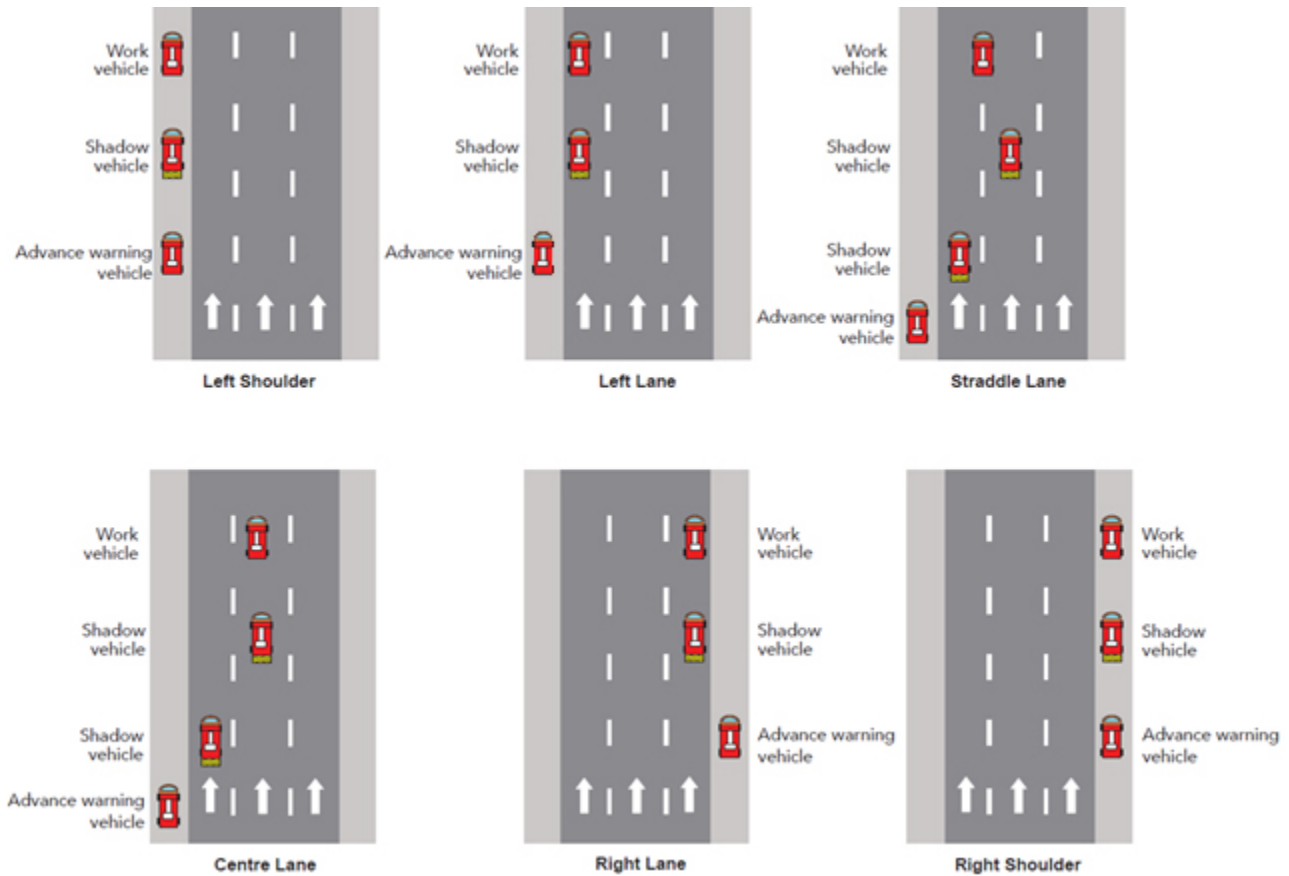 Work
vehicle
Shadow
vehicle
Advance warning
vehicle
Left Shoulder
Work
vehicle
Shadow
vehicle
Advance warning
vehicle
Left Lane
Work
vehicle
Shadow
vehicle
Shadow
vehicle
Advance warning
vehicle
Straddle Lane
Work
vehicle
Shadow
vehicle
Shadow
vehicle
Advance warning
vehicle
Centre Lane
Work
vehicle
Shadow
vehicle
Advance warning
vehicle
Right Lane
Work
vehicle
Shadow
vehicle
Advance warning
vehicle
Right Shoulder